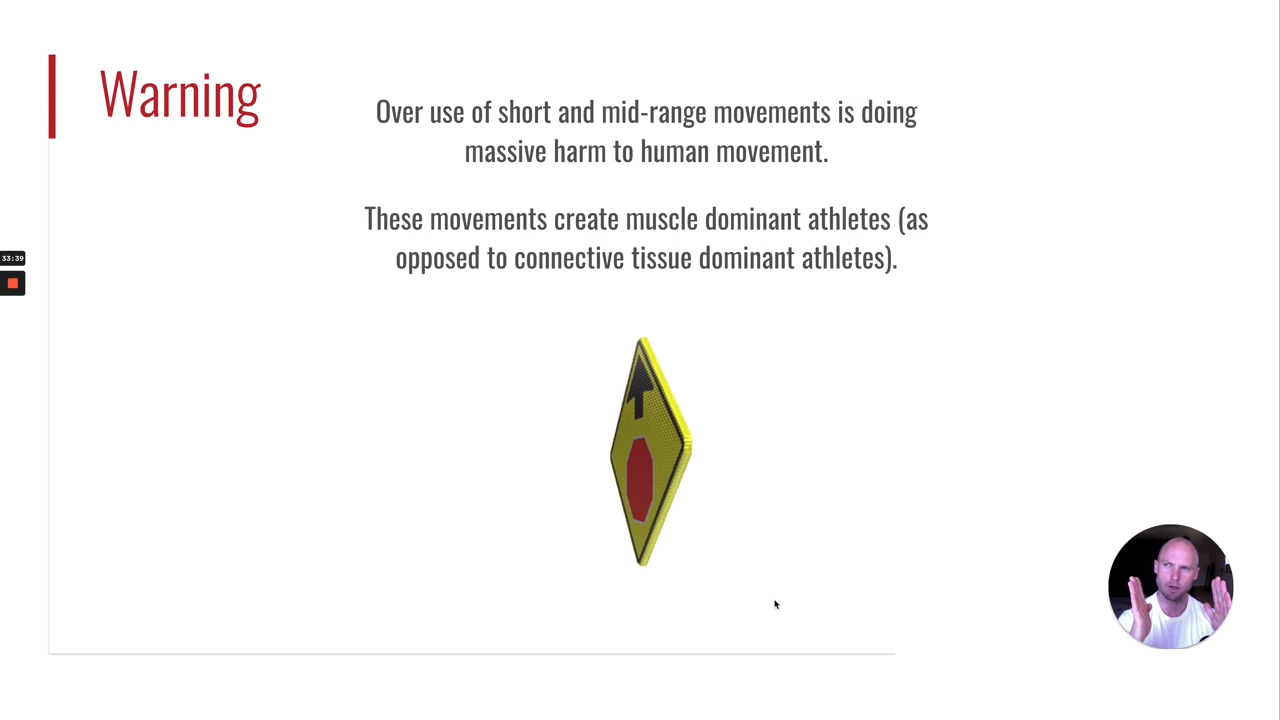 Warning
Over use of short and mid-range movements is doing
massive harm to human movement.
These movements create muscle dominant athletes (as
opposed to connective tissue dominant athletes).
33:39